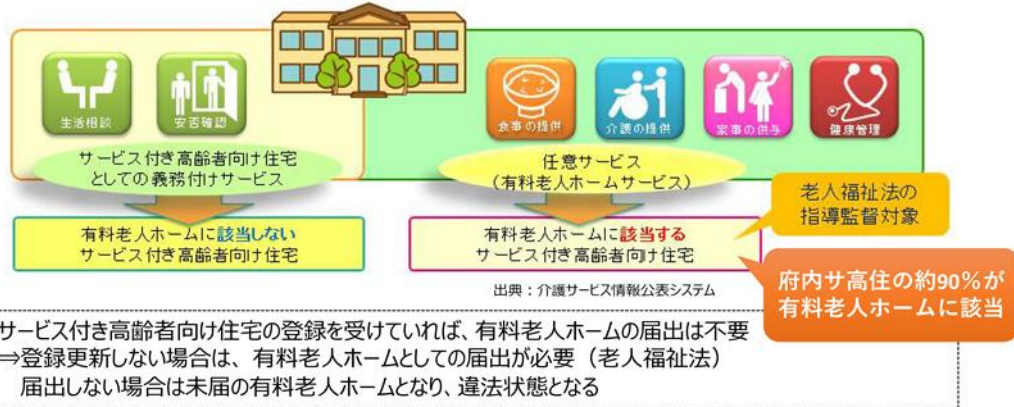 生活相談
安否確認
食事の提供
介護の提供
家事の供与
健康管理
サービス付き高齢者向け住宅
としての義務付けサービス
任意サービス
（有料老人ホームサービス）
老人福祉法の
指導監督対象
有料老人ホームに該当しない
サービス付き高齢者向け住宅
有料老人ホームに該当する
サービス付き高齢者向け住宅
府内サ高住の約90％が
有料老人ホームに該当
出典：介護サービス情報公表システム
サービス付き高齢者向け住宅の登録を受けていれば、有料老人ホームの届出は不要
⇒登録更新しない場合は、有料老人ホームとしての届出が必要（老人福祉法）
届出しない場合は未届の有料老人ホームとなり、違法状態となる